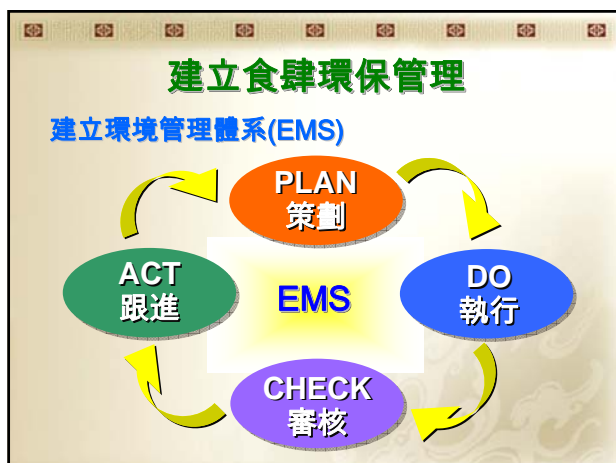 建立食肆環保管理
建立環境管理體系(EMS)
PLAN
策劃
ACT
跟進
EMS
DO
執行
CHECK
審核